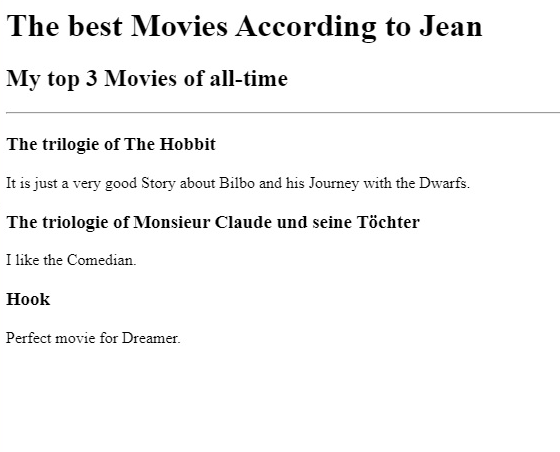 The best Movies According to Jean
My top 3 Movies of all-time
The trilogie of The Hobbit
It is just a very good Story about Bilbo and his Journey with the Dwarfs.
The triologie of Monsieur Claude und seine Töchter
I like the Comedian.
Hook
Perfect movie for Dreamer.